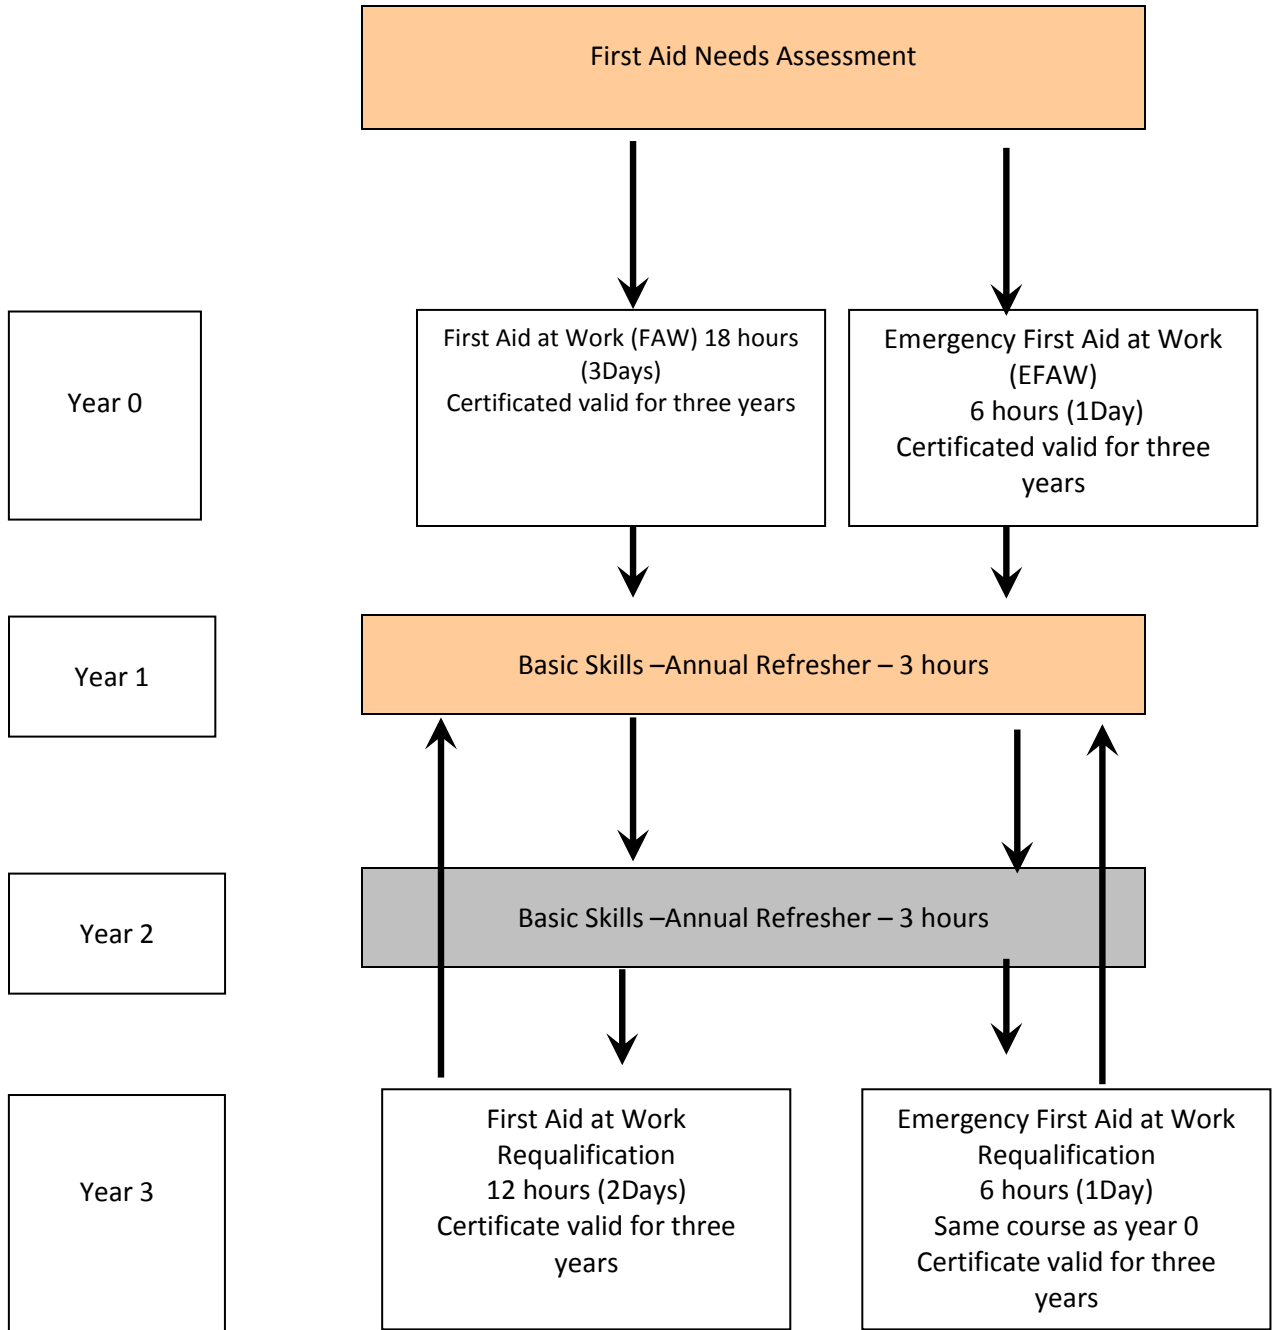 First Aid Needs Assessment
Year 0
First Aid at Work (FAW) 18 hours
(3Days)
Certificated valid for three years
Emergency First Aid at Work
(EFAW)
6 hours (1Day)
Certificated valid for three
years
Year 1
Basic Skills –Annual Refresher – 3 hours
Year 2
Basic Skills –Annual Refresher – 3 hours
Year 3
First Aid at Work
Requalification
12 hours (2Days)
Certificate valid for three
years
Emergency First Aid at Work
Requalification
6 hours (1Day)
Same course as year 0
Certificate valid for three
years